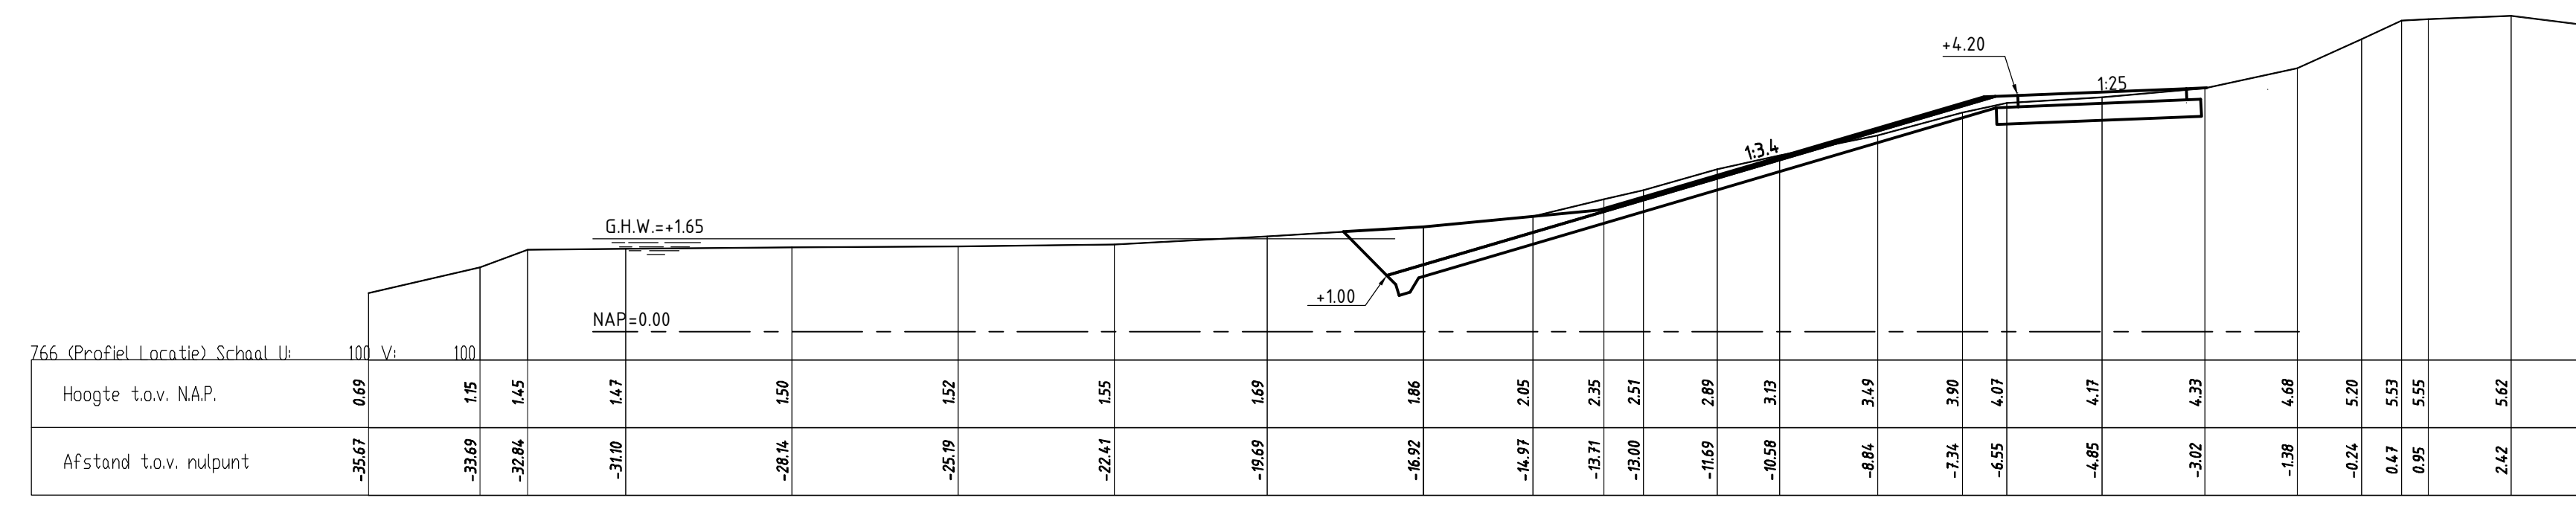 +4.20
1:25
1:3.4
G.H.W.=+1.65
+1.00
NAP=0.00
766 (Profiel Locatie) Schaal U: 100 V: 100
Hoogte t.o.v. N.A.P. 0.69 1.15 1.45 1.47 1.50 1.52 1.55 1.69 1.86 2.05 2.35 2.51 2.89 3.13 3.49 3.90 4.07 4.17 4.33 4.68 5.20 5.53 5.55 5.62
Afstand t.o.v. nulpunt -35.67 -33.69 -32.84 -31.10 -28.14 -25.19 -22.41 -19.69 -16.92 -14.97 -13.71 -13.00 -11.69 -10.58 -8.84 -7.34 -6.55 -4.85 -3.02 -1.38 -0.24 0.47 0.95 2.42